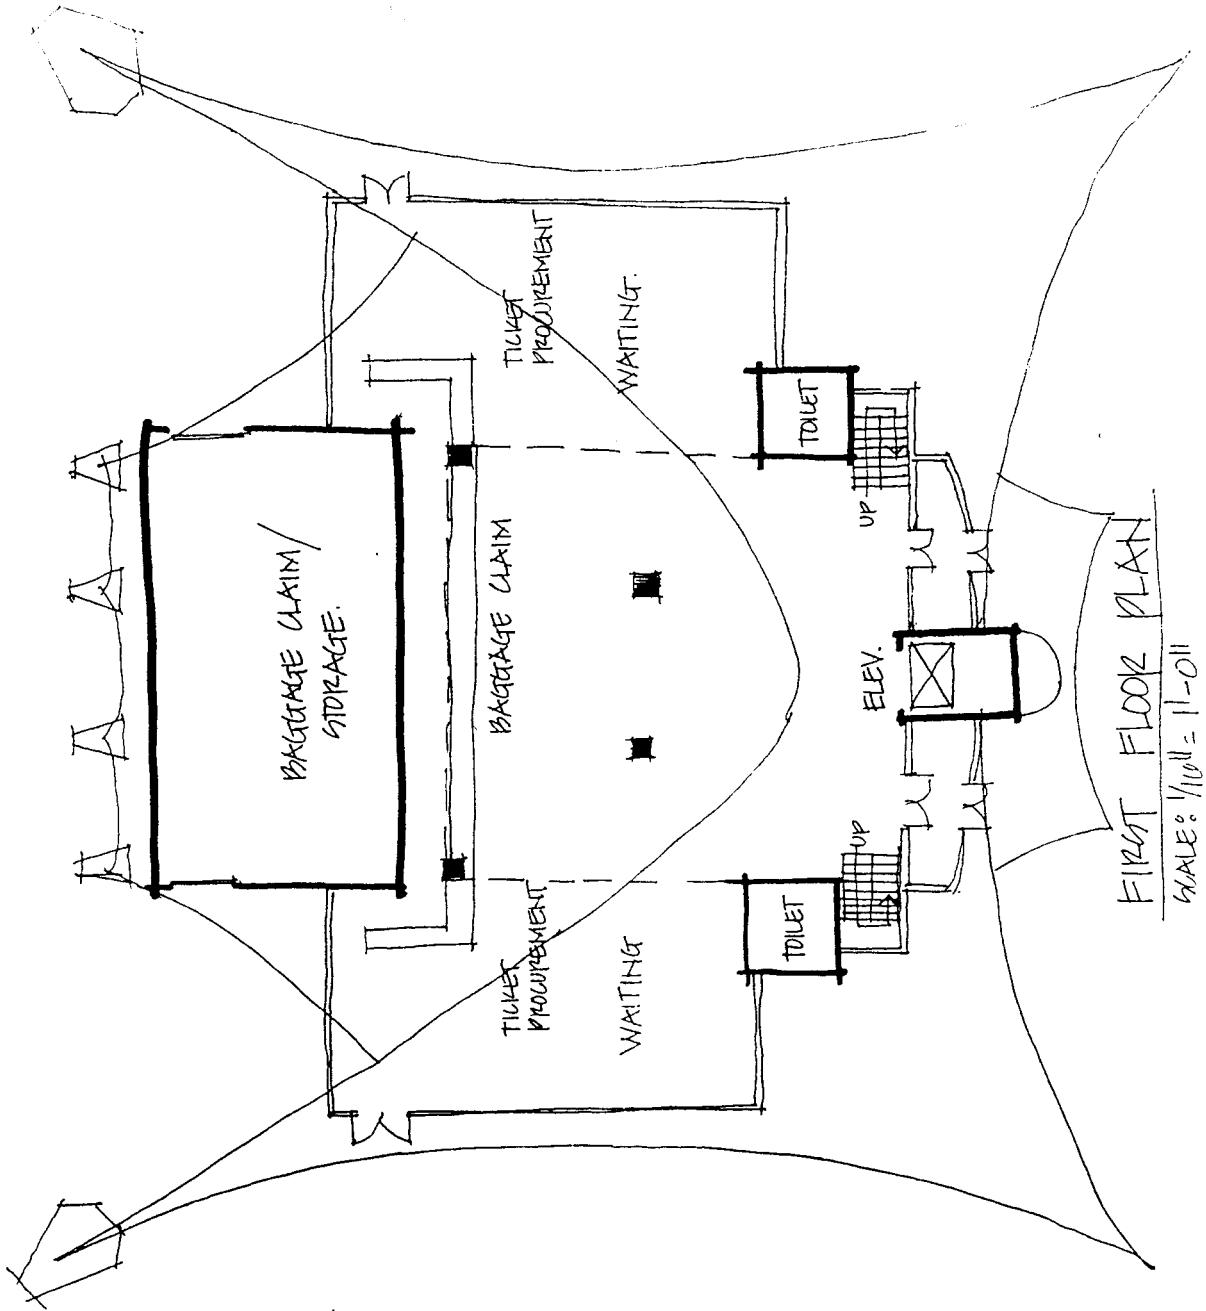 BAGGAGE CLAIM/
STORAGE.
BAGGAGE CLAIM
TICKET
PROCUREMENT
WAITING
TICKET
PROCUREMENT
WAITING.
TOILET
TOILET
UP
UP
ELEV.
FIRST FLOOR PLAN
SCALE: 1/16" = 1'-0"